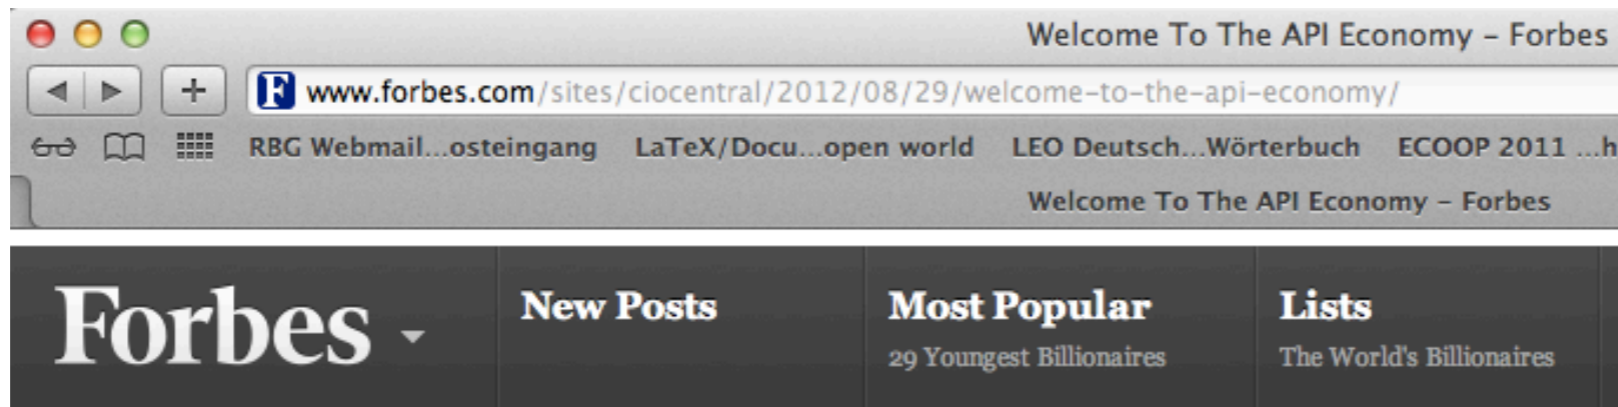 Welcome To The API Economy – Forbes
www.forbes.com/sites/ciocentral/2012/08/29/welcome-to-the-api-economy/
RBG Webmail...osteingang LaTeX/Docu...open world LEO Deutsch...Wörterbuch ECOOP 2011 ...h
Welcome To The API Economy – Forbes
Forbes New Posts Most Popular Lists
29 Youngest Billionaires The World's Billionaires